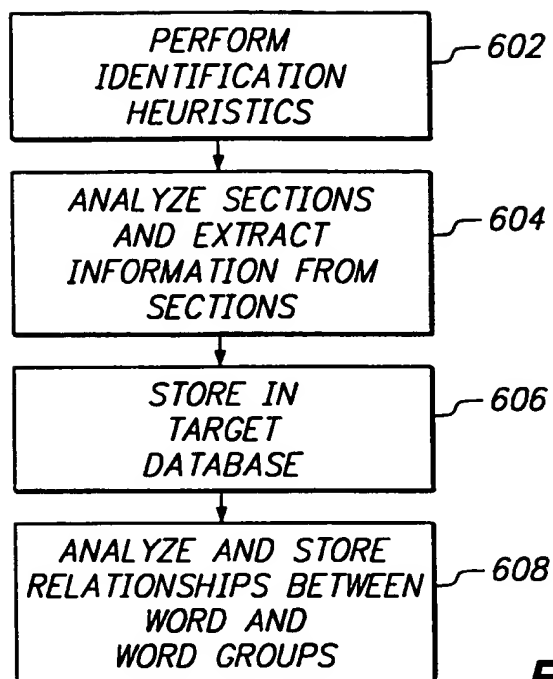 PERFORM
IDENTIFICATION
HEURISTICS
602
ANALYZE SECTIONS
AND EXTRACT
INFORMATION FROM
SECTIONS
604
STORE IN
TARGET
DATABASE
606
ANALYZE AND STORE
RELATIONSHIPS BETWEEN
WORD AND
WORD GROUPS
608